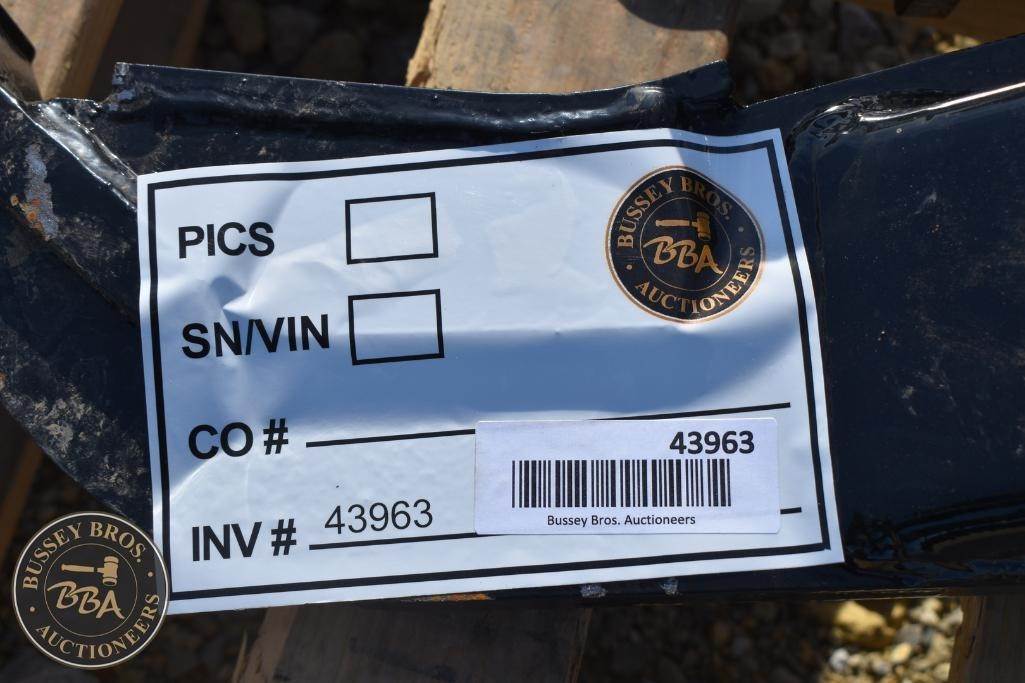 PICS
BUSSEY BROS.
BBA
AUCTIONEERS
SN/VIN
CO #
43963
Bussey Bros. Auctioneers
INV # 43963
BUSSEY BROS.
BBA
AUCTIONEERS